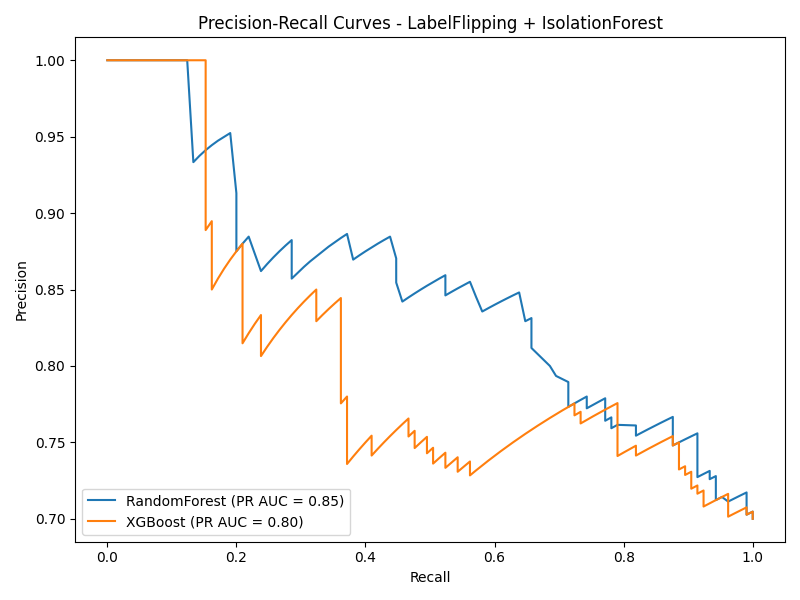 Precision-Recall Curves - LabelFlipping + IsolationForest
1.00
0.95
0.90
0.85
0.80
0.75
0.70
Precision
RandomForest (PR AUC = 0.85)
XGBoost (PR AUC = 0.80)
0.0
0.2
0.4
0.6
0.8
1.0
Recall